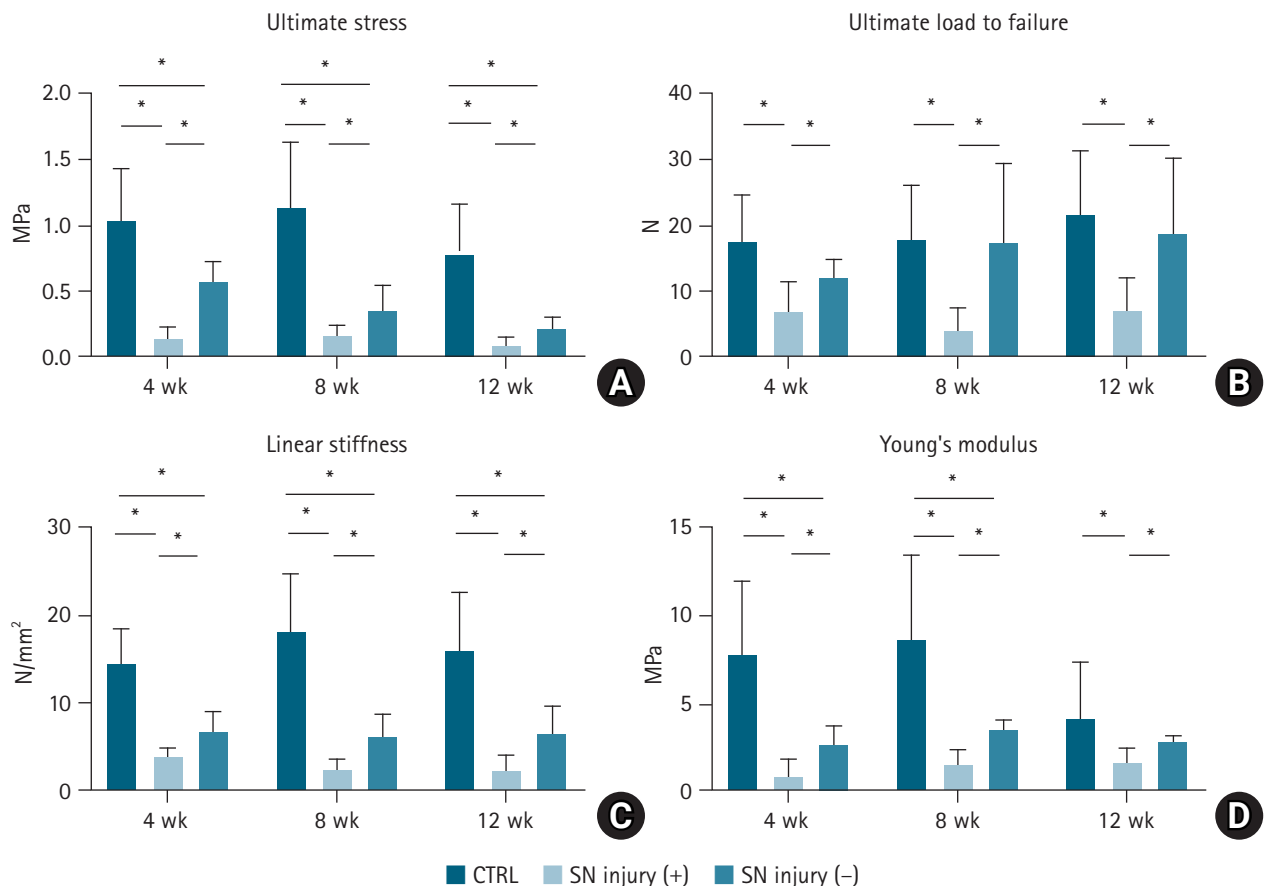 Ultimate stress
* * *
* * * * * *
2.0
1.5
1.0
0.5
0.0
MPa
4 wk 8 wk 12 wk
A
Ultimate load to failure
* * * * * *
40
30
20
10
0
N
4 wk 8 wk 12 wk
B
Linear stiffness
* * *
* * * * * *
30
20
10
0
N/mm²
4 wk 8 wk 12 wk
C
Young's modulus
* *
* * * * * *
15
10
5
0
MPa
4 wk 8 wk 12 wk
D
CTRL SN injury (+) SN injury (–)